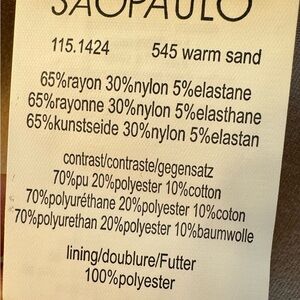 SAOPAULO
115.1424 545 warm sand
65%rayon 30%nylon 5%elastane
65%rayonne 30%nylon 5%elasthane
65%kunstseide 30%nylon 5%elastan
contrast/contraste/gegensatz
70%pu 20%polyester 10%cotton
70%polyuréthane 20%polyester 10%coton
70%polyurethan 20%polyester 10%baumwolle
lining/doublure/Futter
100%polyester